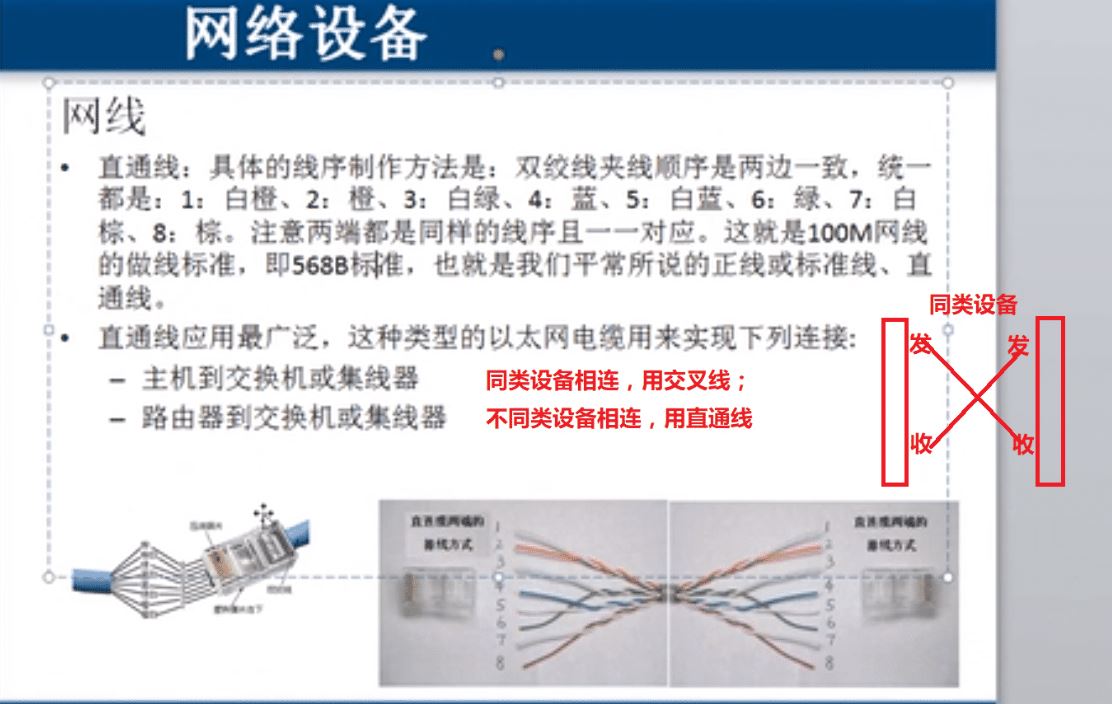 网络设备
网线
• 直通线：具体的线序制作方法是：双绞线夹线顺序是两边一致，统一
都是：1：白橙、2：橙、3：白绿、4：蓝、5：白蓝、6：绿、7：白
棕、8：棕。注意两端都是同样的线序且一一对应。这就是100M网线
的做线标准，即568B标准，也就是我们平常所说的正线或标准线、直
通线。
• 直通线应用最广泛，这种类型的以太网电缆用来实现下列连接:
– 主机到交换机或集线器
– 路由器到交换机或集线器
同类设备相连，用交叉线；
不同类设备相连，用直通线
同类设备
发 发
收 收
直连缆两端的
接线方式
1
2
3
4
5
6
7
8
1
2
3
4
5
6
7
8
直连缆两端的
接线方式